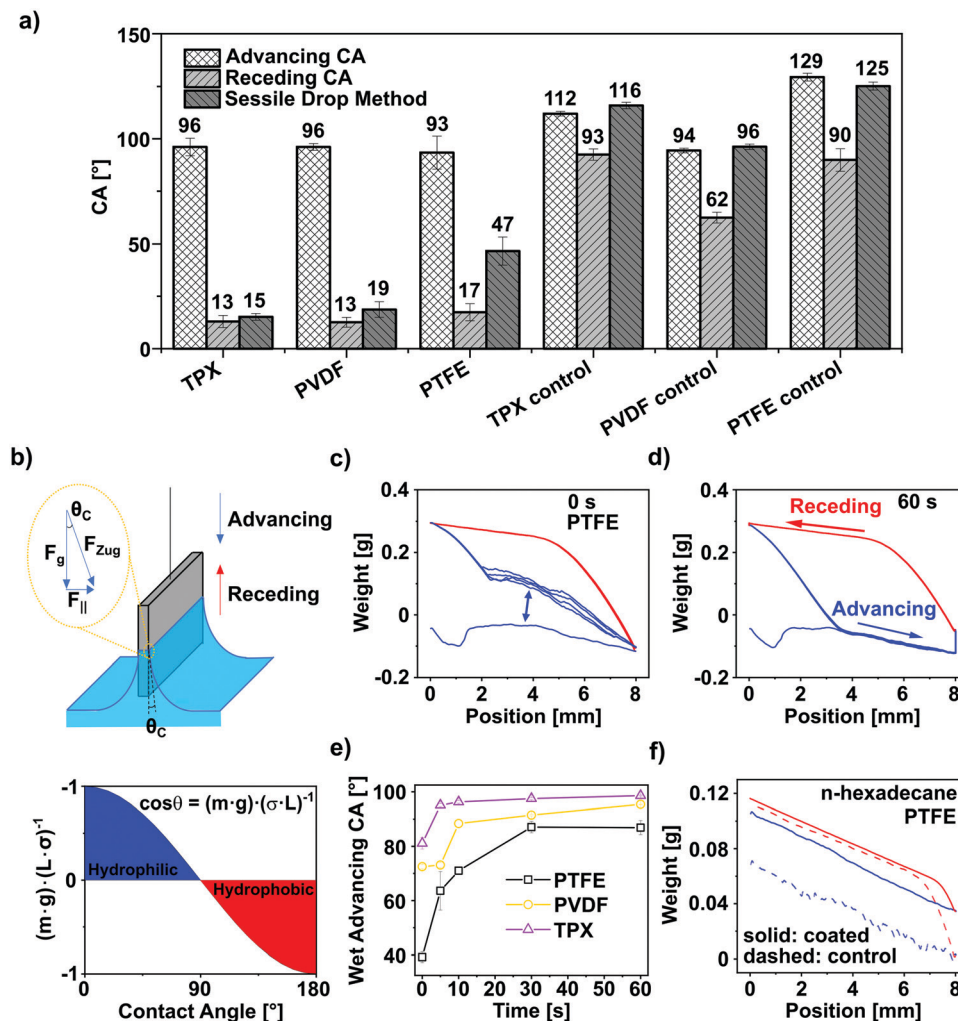 a)
150
100
50
0
CA [°]
Advancing CA
Receding CA
Sessile Drop Method
96
13
15
96
13
19
93
17
47
112
93
116
94
62
96
129
90
125
TPX
PVDF
PTFE
TPX control
PVDF control
PTFE control
b)
θC
Fg
FZug
F||
Advancing
Receding
θC
c)
0 s
PTFE
0.4
0.2
0
-0.2
Weight [g]
0 2 4 6 8
Position [mm]
d)
60 s
Receding
Advancing
0.4
0.2
0
-0.2
Weight [g]
0 2 4 6 8
Position [mm]
-1
0
-1
(m·g)·(L·σ)⁻¹
cosθ = (m·g)·(σ·L)⁻¹
Hydrophilic
Hydrophobic
0 90 180
Contact Angle [°]
e)
100
80
60
40
Wet Advancing CA [°]
PTFE
PVDF
TPX
0 10 20 30 40 50 60
Time [s]
f)
n-hexadecane
PTFE
0.12
0.08
0.04
0
Weight [g]
solid: coated
dashed: control
0 2 4 6 8
Position [mm]